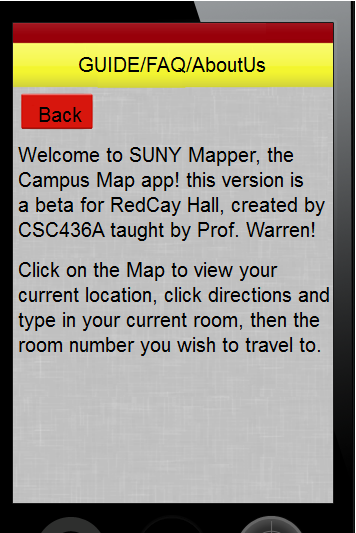 GUIDE/FAQ/AboutUs
Back
Welcome to SUNY Mapper, the
Campus Map app! this version is
a beta for RedCay Hall, created by
CSC436A taught by Prof. Warren!
Click on the Map to view your
current location, click directions and
type in your current room, then the
room number you wish to travel to.